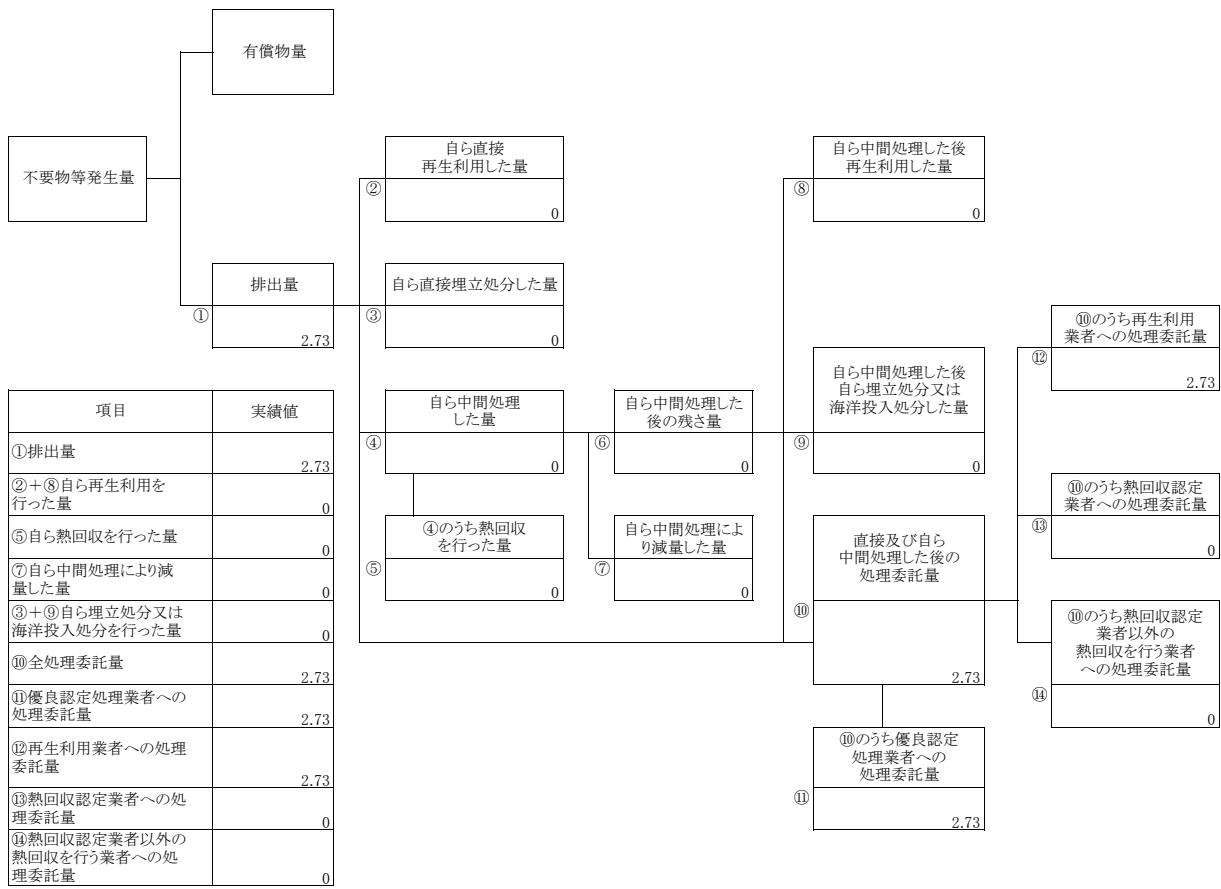 有償物量
不要物等発生量
排出量
①
2.73
自ら直接
再生利用した量
②
0
自ら直接埋立処分した量
③
0
自ら中間処理
した量
④
0
④のうち熱回収
を行った量
⑤
0
自ら中間処理した
後の残さ量
⑥
0
自ら中間処理によ
り減量した量
⑦
0
自ら中間処理した後
再生利用した量
⑧
0
自ら中間処理した後
自ら埋立処分又は
海洋投入処分した量
⑨
0
直接及び自ら
中間処理した後の
処理委託量
⑩
2.73
⑩のうち優良認定
処理業者への
処理委託量
⑪
2.73
⑩のうち再生利用
業者への処理委託量
⑫
2.73
⑩のうち熱回収認定
業者への処理委託量
⑬
0
⑩のうち熱回収認定
業者以外の
熱回収を行う業者
への処理委託量
⑭
0
項目 実績値
①排出量
2.73
②+⑧自ら再生利用を
行った量
0
⑤自ら熱回収を行った量
0
⑦自ら中間処理により減
量した量
0
③+⑨自ら埋立処分又は
海洋投入処分を行った量
0
⑩全処理委託量
2.73
⑪優良認定処理業者への
処理委託量
2.73
⑫再生利用業者への処理
委託量
2.73
⑬熱回収認定業者への処
理委託量
0
⑭熱回収認定業者以外の
熱回収を行う業者への処
理委託量
0